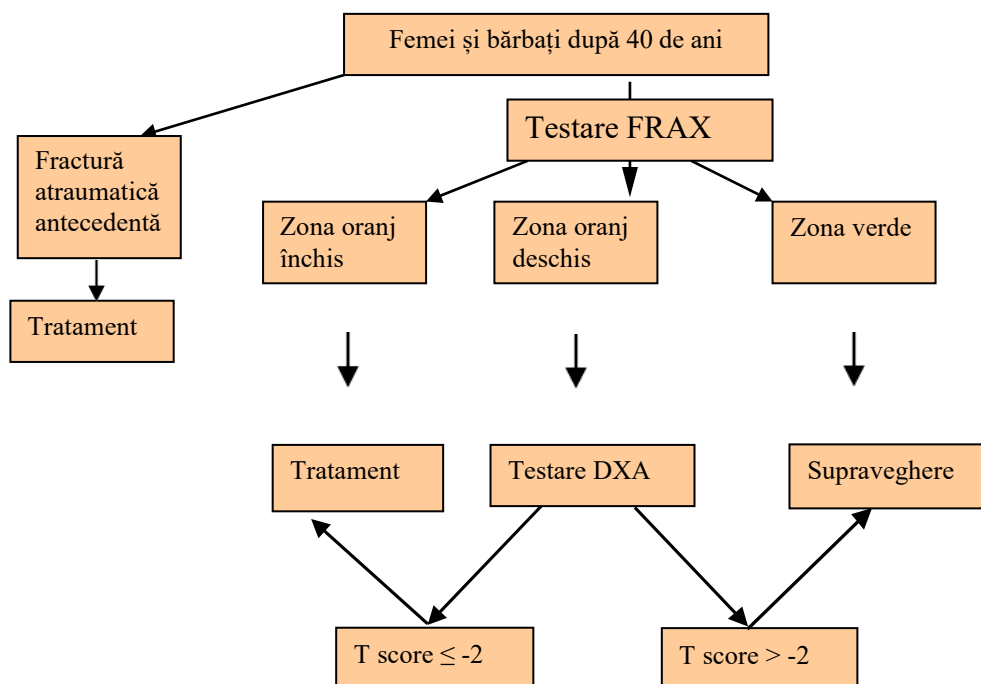 Femei și bărbați după 40 de ani
Testare FRAX
Fractură
atraumatică
antecedentă
Zona oranj
închis
Zona oranj
deschis
Zona verde
Tratament
Tratament
Testare DXA
Supraveghere
T score ≤ -2
T score > -2